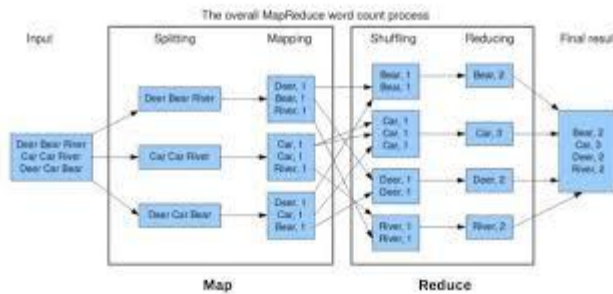 The overall MapReduce word count process
Input
Splitting
Mapping
Shuffling
Reducing
Final result
Deer Bear River
Car Car River
Deer Car Bear
Deer Bear River
Car Car River
Deer Car Bear
Deer, 1
Bear, 1
River, 1
Car, 1
Car, 1
River, 1
Deer, 1
Car, 1
Bear, 1
Bear, 1
Bear, 1
Car, 1
Car, 1
Car, 1
Deer, 1
Deer, 1
River, 1
River, 1
Bear, 2
Car, 3
Deer, 2
River, 2
Bear, 2
Car, 3
Deer, 2
River, 2
Map
Reduce